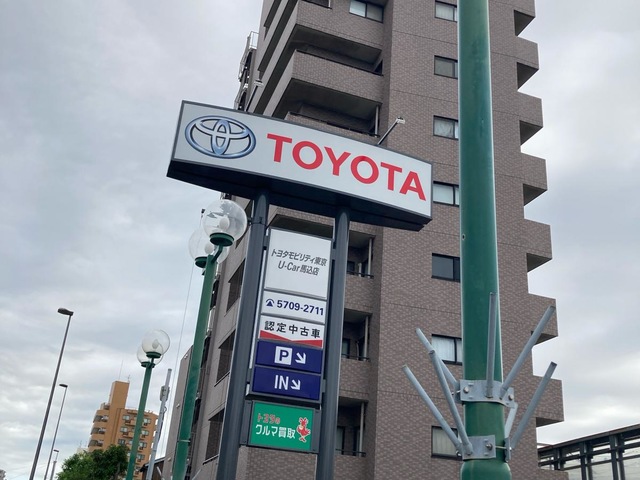 TOYOTA
トヨタモビリティ東京
U-Car馬込店
☎5709-2711
認定中古車
P↘
IN↘
トヨタの
クルマ買取